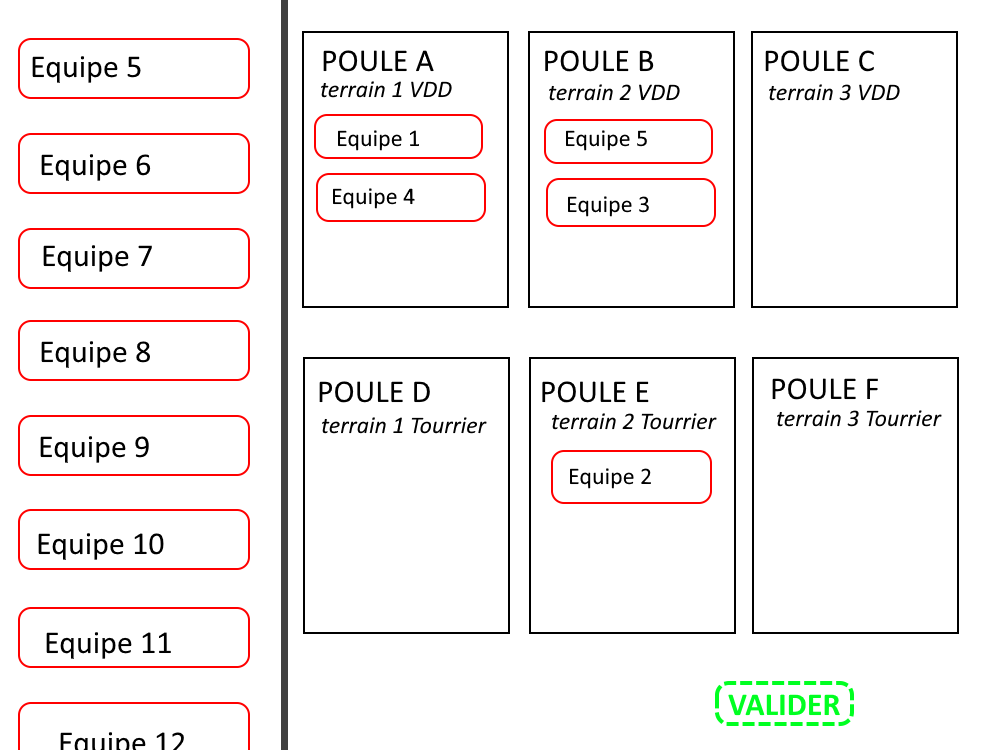 Equipe 5
Equipe 6
Equipe 7
Equipe 8
Equipe 9
Equipe 10
Equipe 11
Equipe 12
POULE A
terrain 1 VDD
Equipe 1
Equipe 4
POULE B
terrain 2 VDD
Equipe 5
Equipe 3
POULE C
terrain 3 VDD
POULE D
terrain 1 Tourrier
POULE E
terrain 2 Tourrier
Equipe 2
POULE F
terrain 3 Tourrier
VALIDER